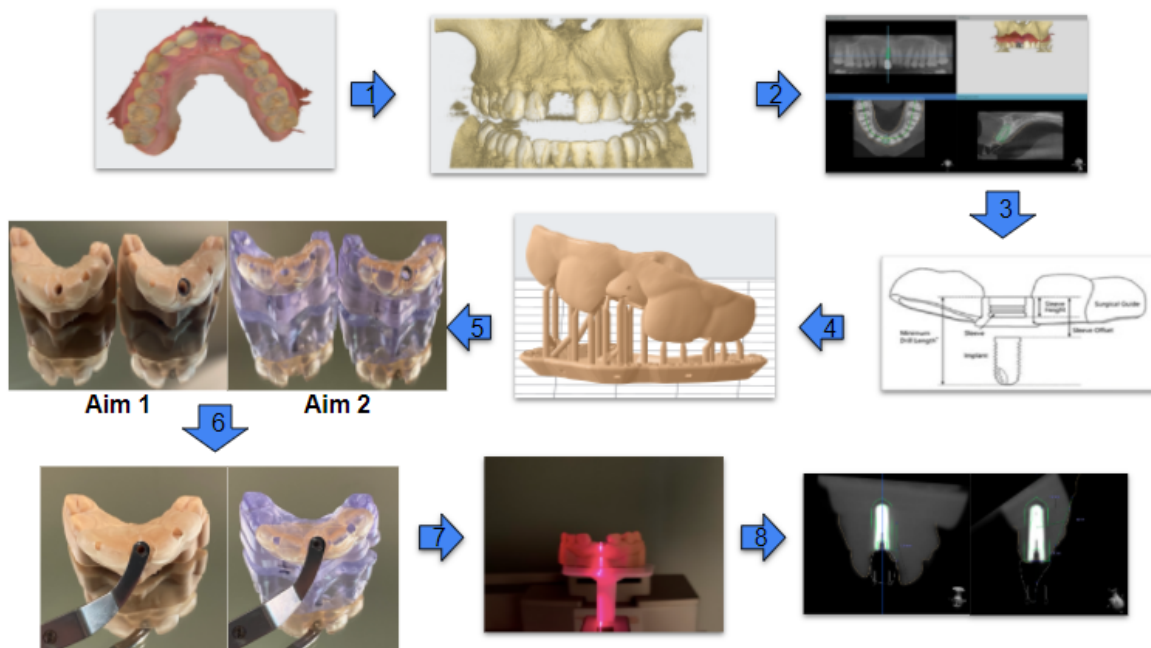 1
2
3
Minimum
Drill Length*
Sleeve
Implant
Sleeve
Height
Surgical Guide
Sleeve Offset
4
5
Aim 1
Aim 2
6
7
8